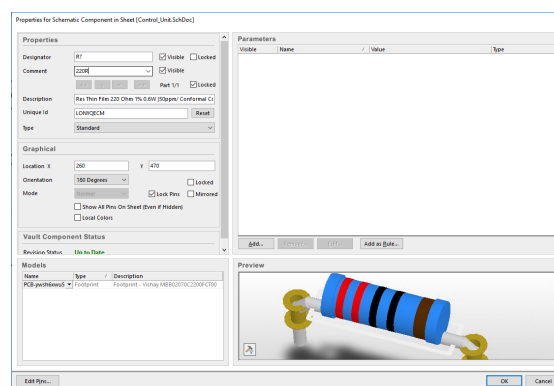 Properties for Schematic Component in Sheet [Control_Unit.SchDoc]
Properties
Designator R? Visible Locked
Comment 220R Visible
Part 1/1 Locked
Description Res Thin Film 220 Ohm 1% 0.6W )50ppm/ Conformal Co
Unique Id LONYQECM Reset
Type Standard
Graphical
Location X 260 Y 470
Orientation 180 Degrees Locked
Mode Normal Lock Pins Mirrored
Show All Pins On Sheet (Even if Hidden)
Local Colors
Vault Component Status
Revision Status Up to Date
Parameters
Visible Name / Value Type
Add... Remove... Edit... Add as Rule...
Models
Name Type / Description
Footprint Footprint - Vishay MBB02070C2200FC700
Preview
Edit Pins... OK Cancel